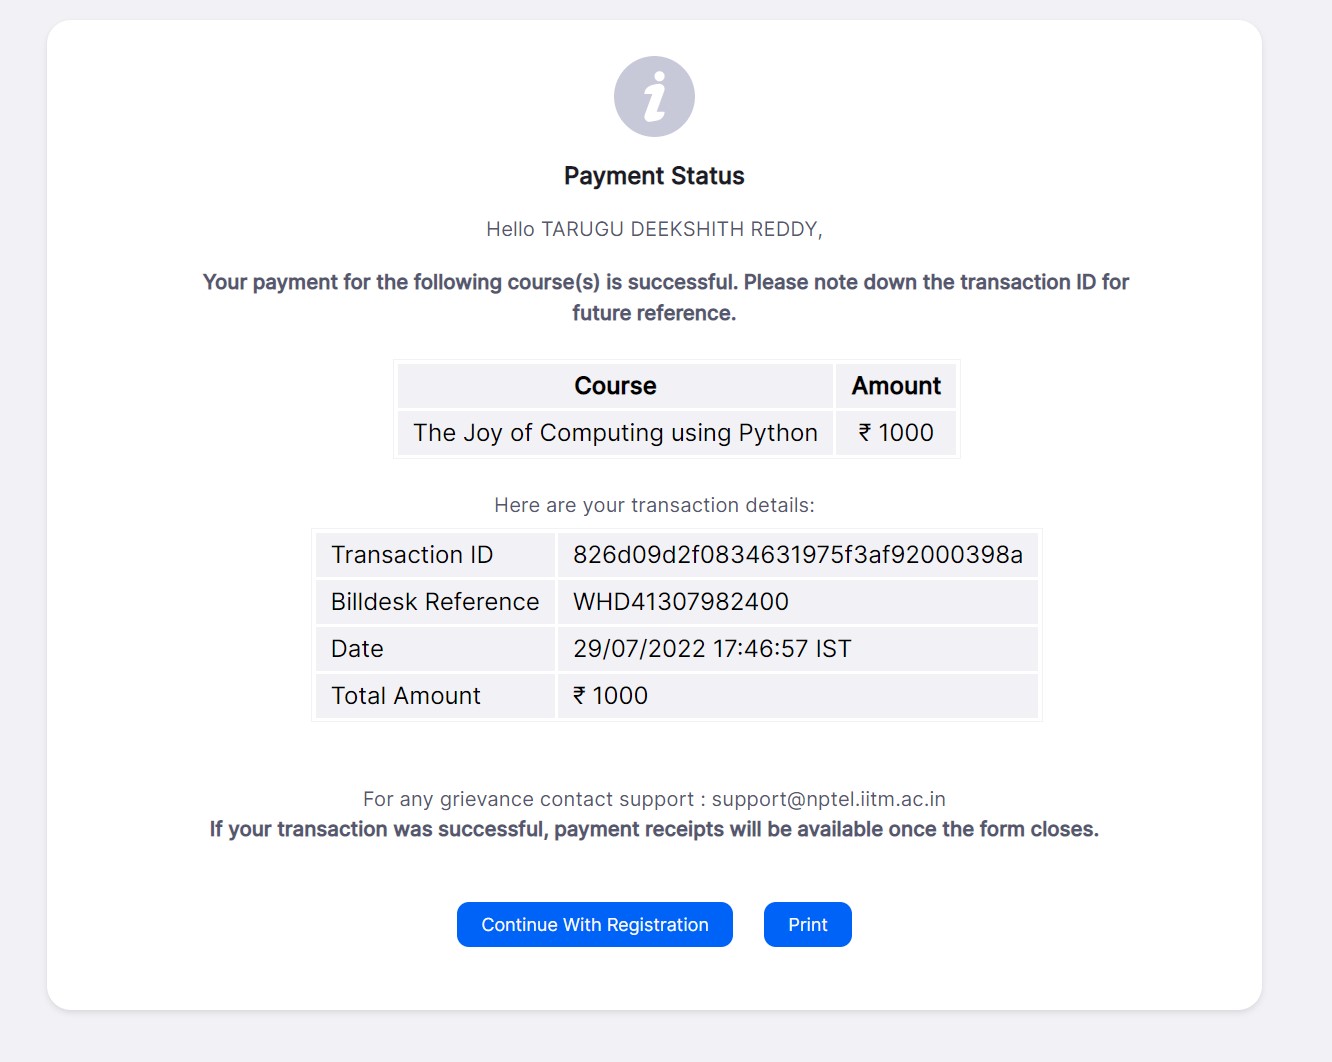 Payment Status
Hello TARUGU DEEKSHITH REDDY,
Your payment for the following course(s) is successful. Please note down the transaction ID for
future reference.
Course Amount
The Joy of Computing using Python ₹ 1000
Here are your transaction details:
Transaction ID 826d09d2f0834631975f3af92000398a
Billdesk Reference WHD41307982400
Date 29/07/2022 17:46:57 IST
Total Amount ₹ 1000
For any grievance contact support : support@nptel.iitm.ac.in
If your transaction was successful, payment receipts will be available once the form closes.
Continue With Registration Print